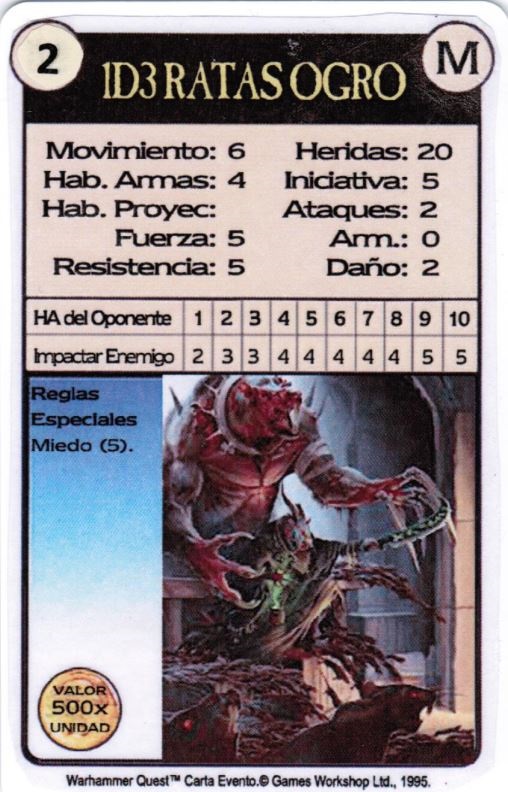 2
M
1D3 RATAS OGRO
Movimiento: 6 Heridas: 20
Hab. Armas: 4 Iniciativa: 5
Hab. Proyec: Ataques: 2
Fuerza: 5 Arm.: 0
Resistencia: 5 Daño: 2
HA del Oponente 1 2 3 4 5 6 7 8 9 10
Impactar Enemigo 2 3 3 4 4 4 4 4 5 5
Reglas
Especiales
Miedo (5).
VALOR
500x
UNIDAD
Warhammer Quest™ Carta Evento.© Games Workshop Ltd., 1995.